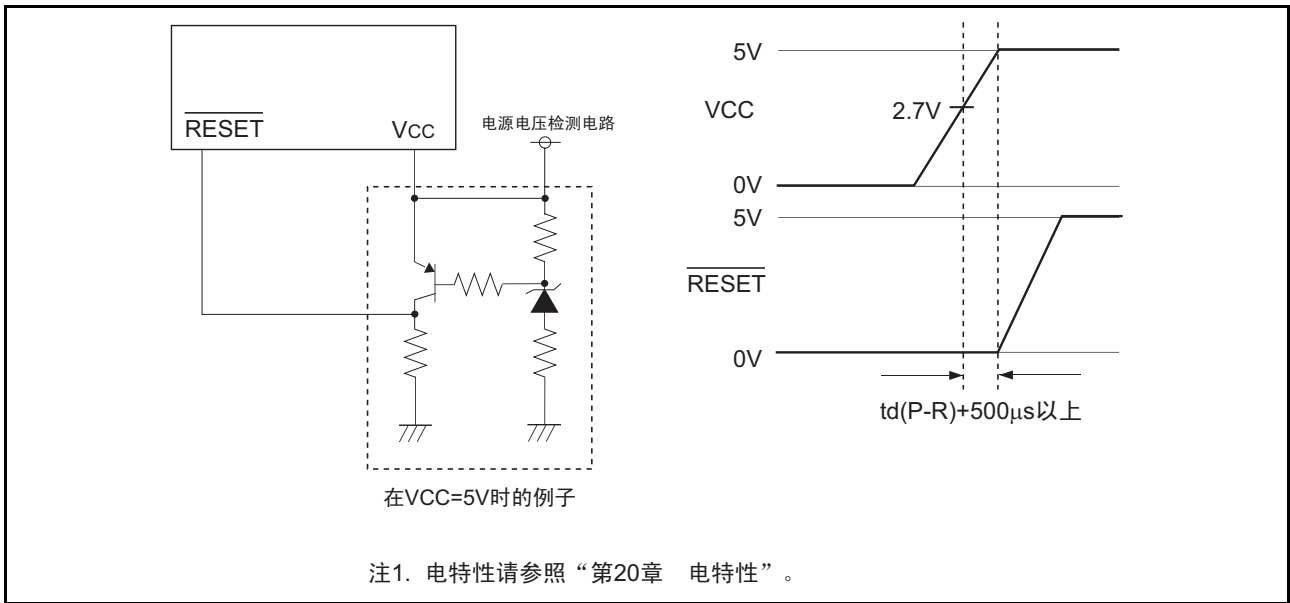 RESET
VCC
电源电压检测电路
在VCC=5V时的例子
5V
VCC
2.7V
0V
5V
RESET
0V
td(P-R)+500μs以上
注1. 电特性请参照“第20章 电特性”。